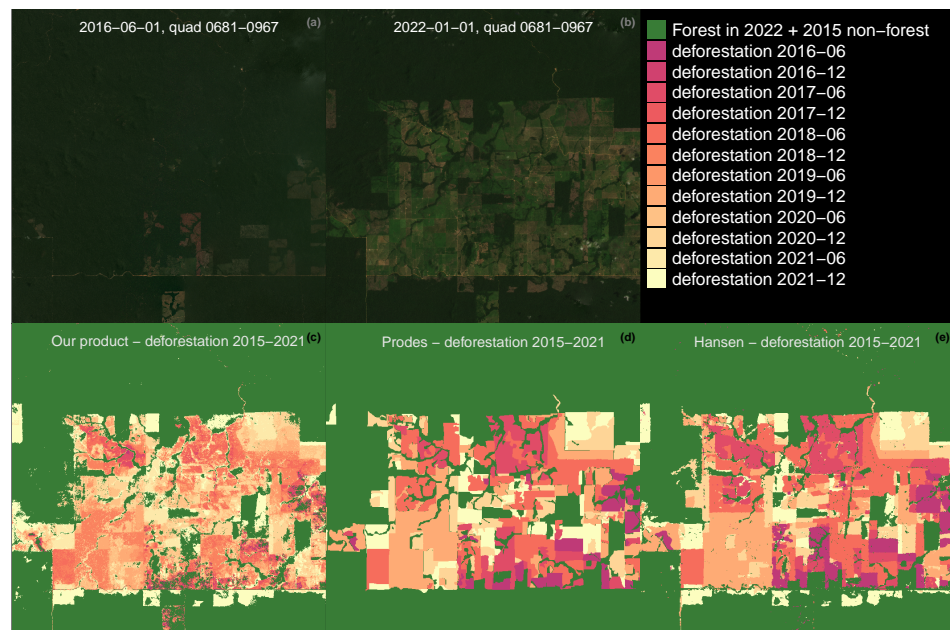 2016−06−01, quad 0681−0967
(a)
2022−01−01, quad 0681−0967
(b)
Forest in 2022 + 2015 non−forest
deforestation 2016−06
deforestation 2016−12
deforestation 2017−06
deforestation 2017−12
deforestation 2018−06
deforestation 2018−12
deforestation 2019−06
deforestation 2019−12
deforestation 2020−06
deforestation 2020−12
deforestation 2021−06
deforestation 2021−12
Our product − deforestation 2015−2021
(c)
Prodes − deforestation 2015−2021
(d)
Hansen − deforestation 2015−2021
(e)